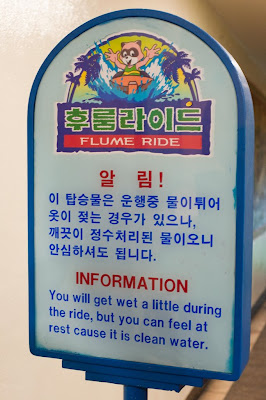 후룸라이드
FLUME RIDE
알 림!
이 탑승물은 운행중 물이튀어
옷이 젖는 경우가 있으나,
깨끗이 정수처리된 물이오니
안심하셔도 됩니다.
INFORMATION
You will get wet a little during
the ride, but you can feel at
rest cause it is clean water.